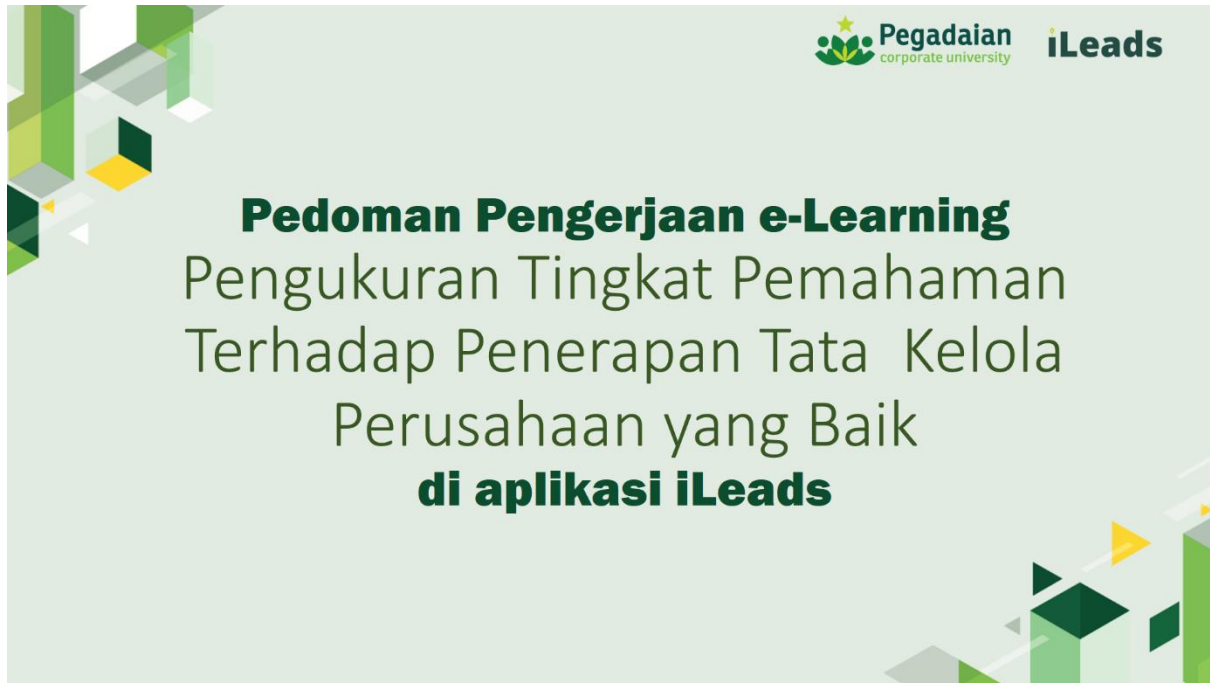 Pegadaian
corporate university
iLeads
Pedoman Pengerjaan e-Learning
Pengukuran Tingkat Pemahaman
Terhadap Penerapan Tata  Kelola
Perusahaan yang Baik
di aplikasi iLeads